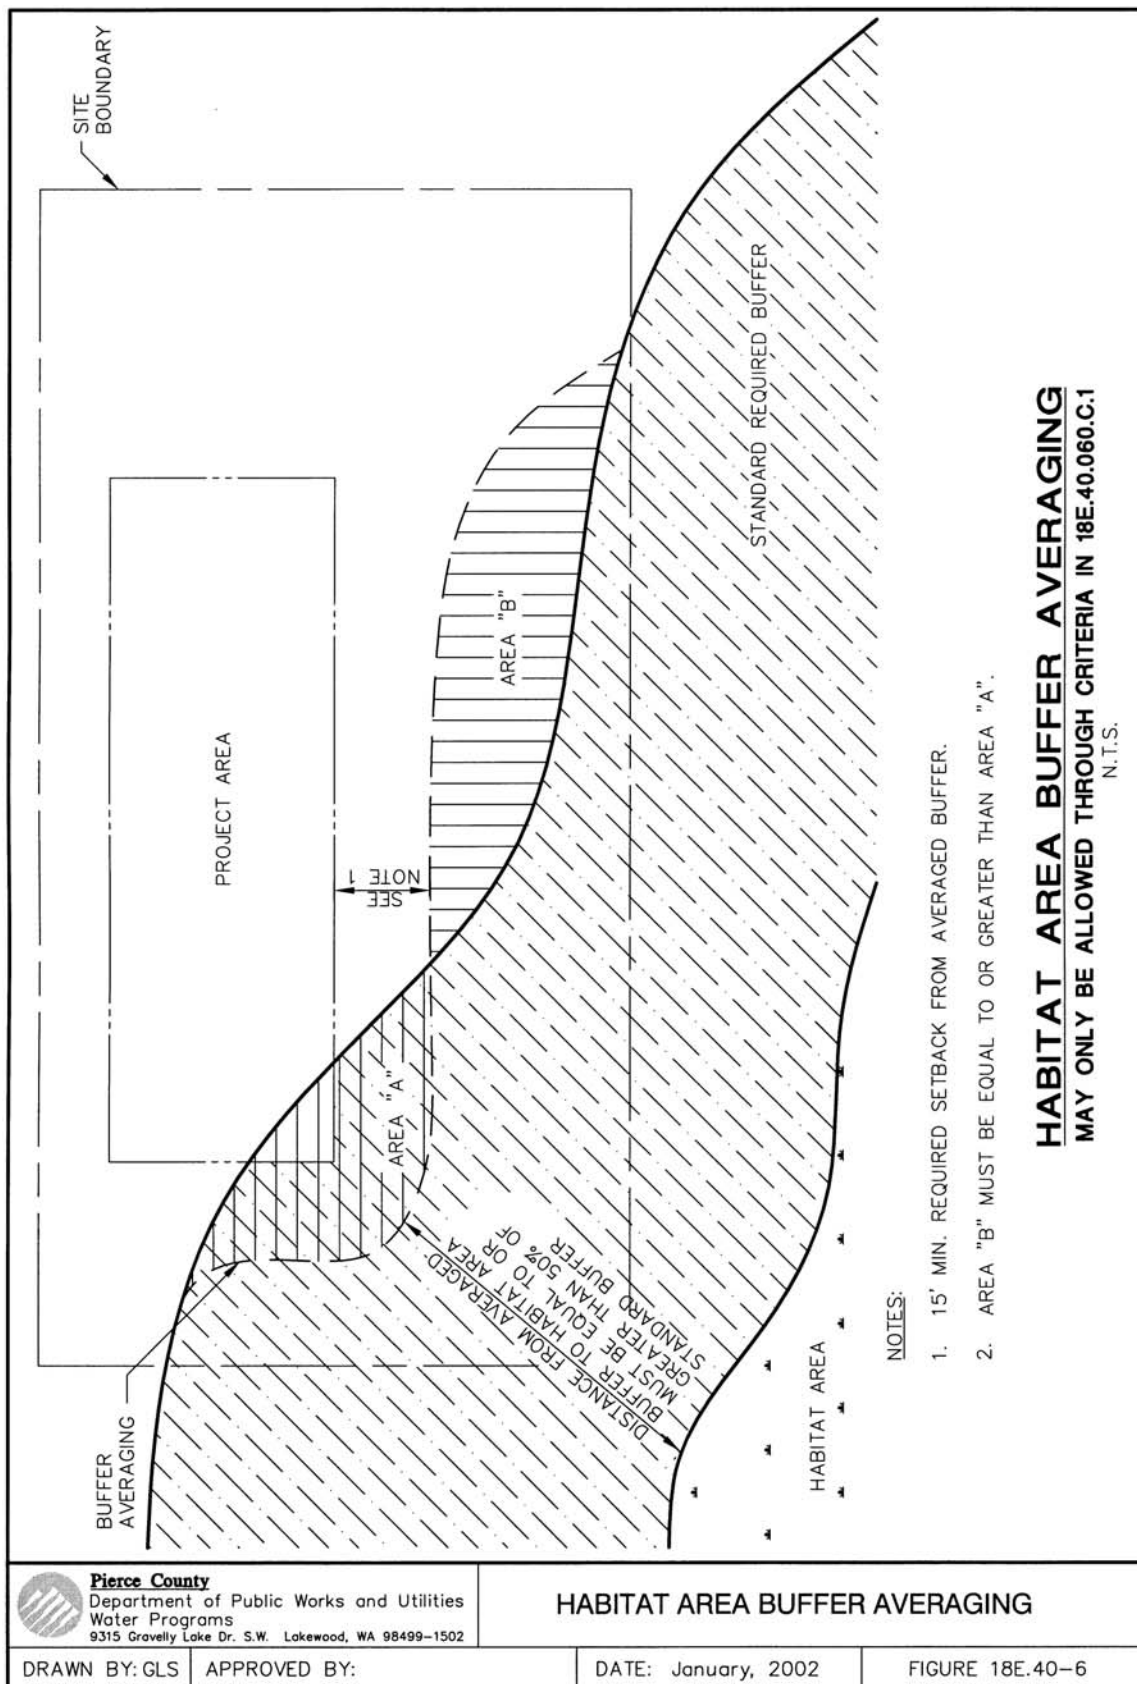 SITE
BOUNDARY
PROJECT AREA
SEE
NOTE 1
AREA "B"
AREA "A"
STANDARD REQUIRED BUFFER
BUFFER
AVERAGING
DISTANCE FROM AVERAGED
BUFFER TO HABITAT AREA
MUST BE EQUAL TO OR
GREATER THAN 50% OF
STANDARD BUFFER
HABITAT AREA
NOTES:
1. 15' MIN. REQUIRED SETBACK FROM AVERAGED BUFFER.
2. AREA "B" MUST BE EQUAL TO OR GREATER THAN AREA "A".
HABITAT AREA BUFFER AVERAGING
MAY ONLY BE ALLOWED THROUGH CRITERIA IN 18E.40.060.C.1
N.T.S.
Pierce County
Department of Public Works and Utilities
Water Programs
9315 Gravelly Lake Dr. S.W. Lakewood, WA 98499-1502
HABITAT AREA BUFFER AVERAGING
DRAWN BY: GLS
APPROVED BY:
DATE: January, 2002
FIGURE 18E.40-6